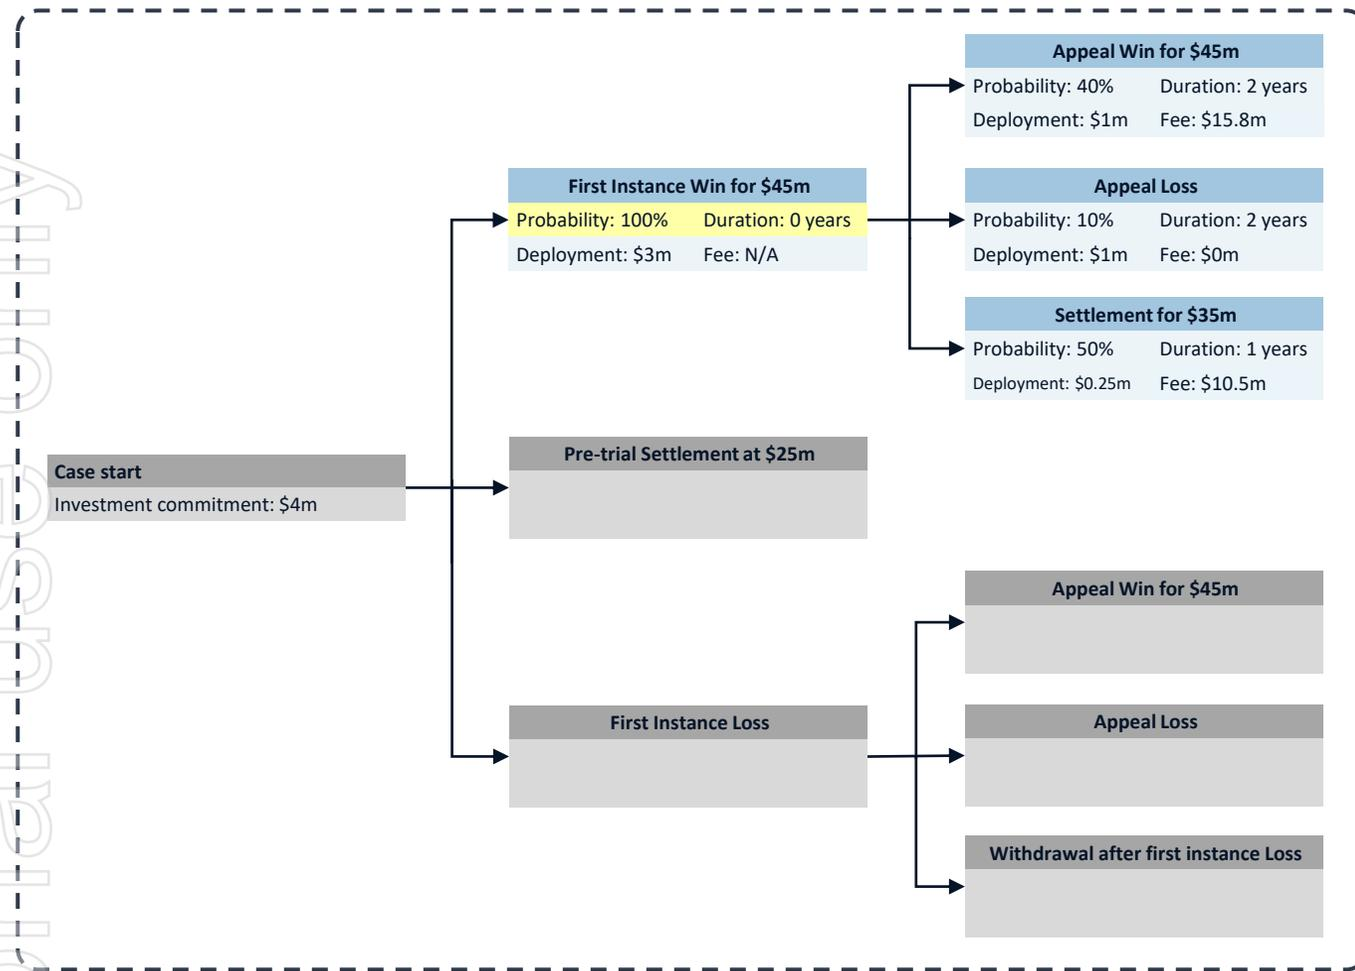 Appeal Win for $45m
Probability: 40% Duration: 2 years
Deployment: $1m Fee: $15.8m
First Instance Win for $45m
Probability: 100% Duration: 0 years
Deployment: $3m Fee: N/A
Appeal Loss
Probability: 10% Duration: 2 years
Deployment: $1m Fee: $0m
Settlement for $35m
Probability: 50% Duration: 1 years
Deployment: $0.25m Fee: $10.5m
Case start
Investment commitment: $4m
Pre-trial Settlement at $25m
First Instance Loss
Appeal Win for $45m
Appeal Loss
Withdrawal after first instance Loss
use only